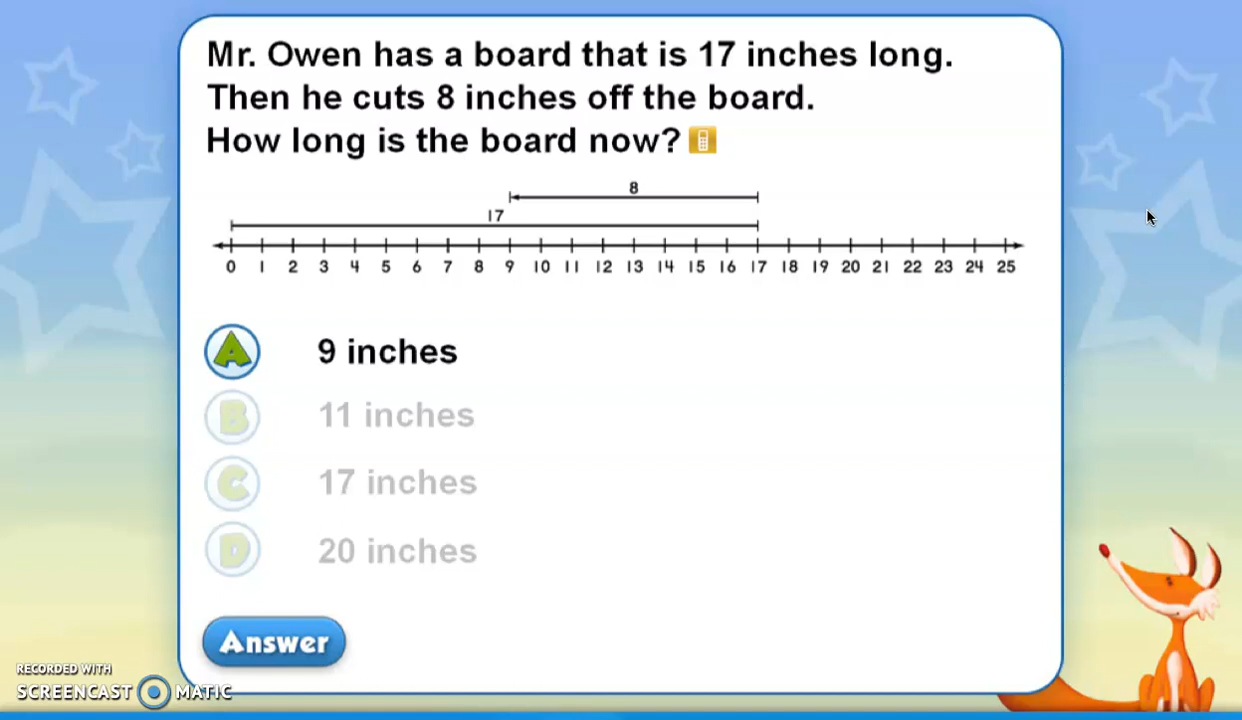 Mr. Owen has a board that is 17 inches long.
Then he cuts 8 inches off the board.
How long is the board now?
8
17
0 1 2 3 4 5 6 7 8 9 10 11 12 13 14 15 16 17 18 19 20 21 22 23 24 25
A 9 inches
B 11 inches
C 17 inches
D 20 inches
Answer
RECORDED WITH
SCREENCAST MATIC